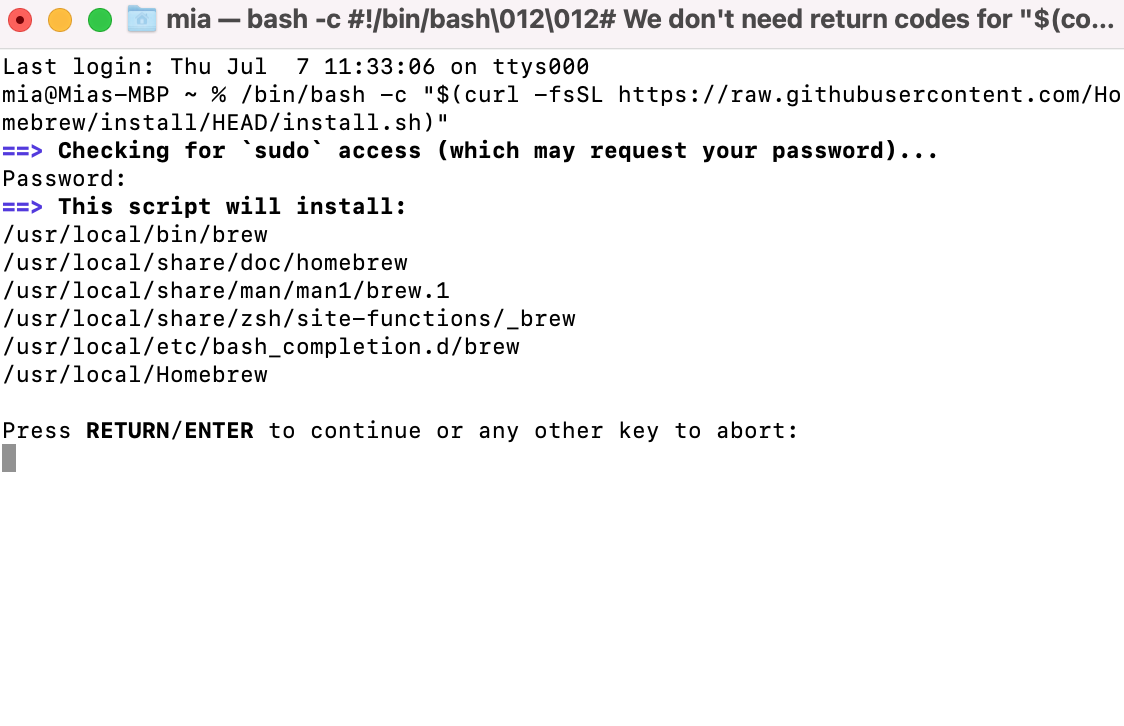 mia — bash -c #!/bin/bash\012\012# We don't need return codes for "$(co...
Last login: Thu Jul  7 11:33:06 on ttys000
mia@Mias-MBP ~ % /bin/bash -c "$(curl -fsSL https://raw.githubusercontent.com/Ho
mebrew/install/HEAD/install.sh)"
==> Checking for `sudo` access (which may request your password)...
Password:
==> This script will install:
/usr/local/bin/brew
/usr/local/share/doc/homebrew
/usr/local/share/man/man1/brew.1
/usr/local/share/zsh/site-functions/_brew
/usr/local/etc/bash_completion.d/brew
/usr/local/Homebrew
Press RETURN/ENTER to continue or any other key to abort: